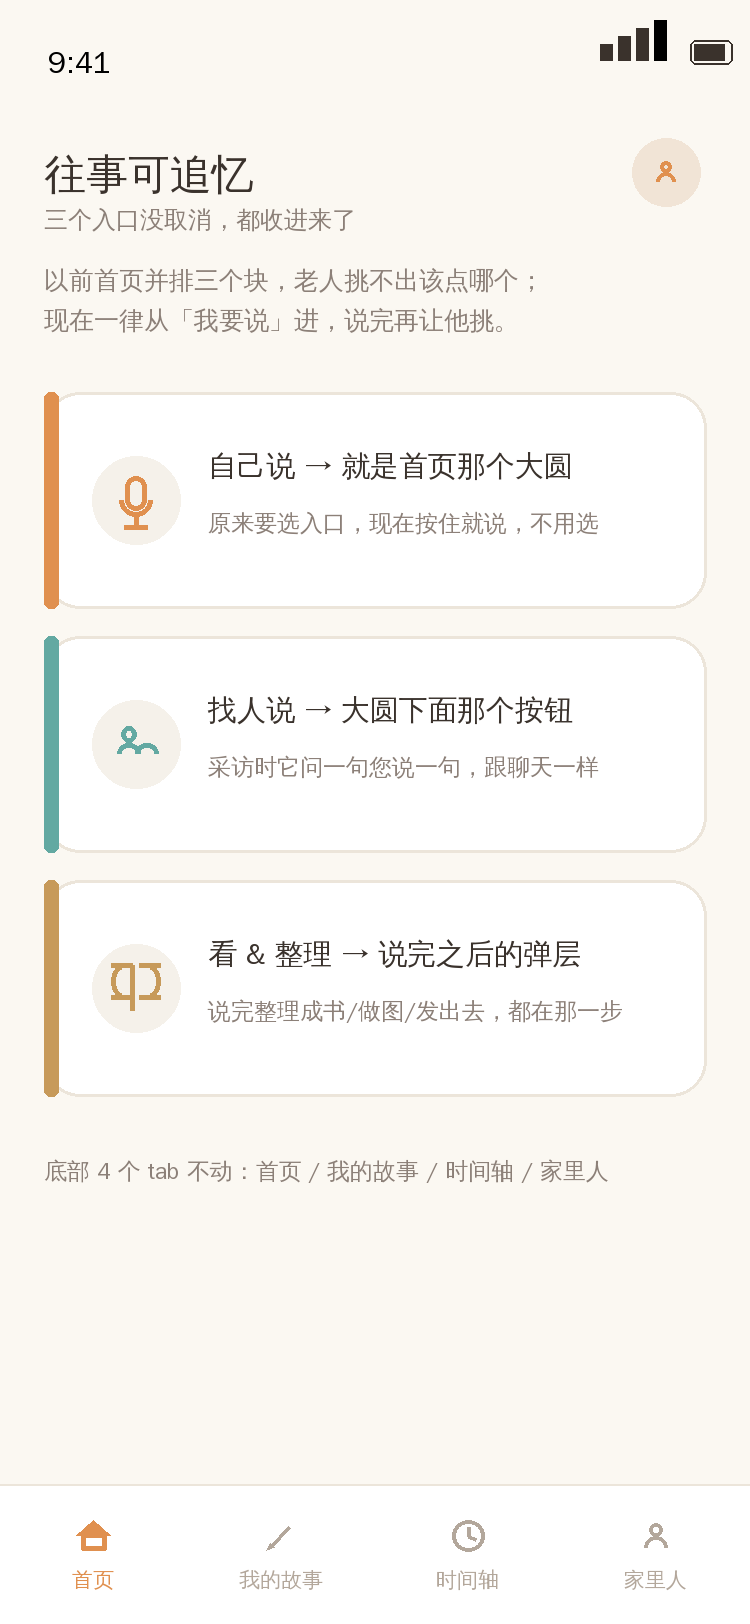 9:41
往事可追忆
三个入口没取消，都收进来了
以前首页并排三个块，老人挑不出该点哪个；
现在一律从「我要说」进，说完再让他挑。
自己说 → 就是首页那个大圆
原来要选入口，现在按住就说，不用选
找人说 → 大圆下面那个按钮
采访时它问一句您说一句，跟聊天一样
看 & 整理 → 说完之后的弹层
说完整理成书/做图/发出去，都在那一步
底部 4 个 tab 不动：首页 / 我的故事 / 时间轴 / 家里人
首页
我的故事
时间轴
家里人